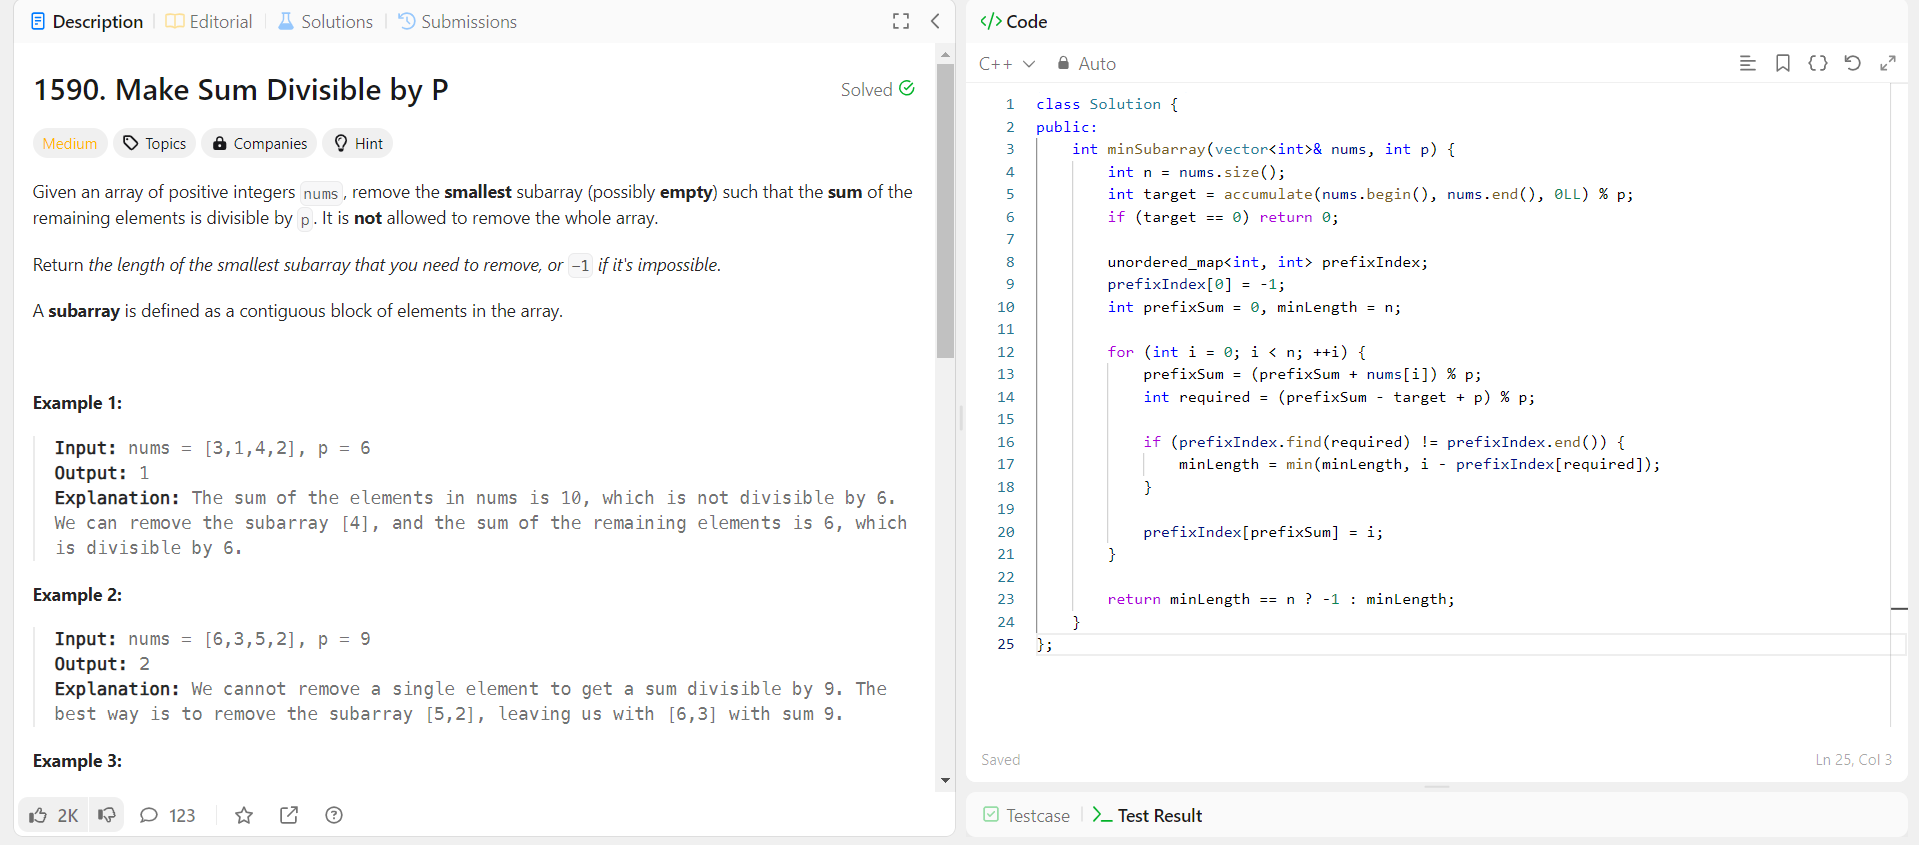 Description
Editorial
Solutions
Submissions
1590. Make Sum Divisible by P
Solved
Medium
Topics
Companies
Hint
Given an array of positive integers nums, remove the smallest subarray (possibly empty) such that the sum of the
remaining elements is divisible by p. It is not allowed to remove the whole array.
Return the length of the smallest subarray that you need to remove, or -1 if it's impossible.
A subarray is defined as a contiguous block of elements in the array.
Example 1:
Input: nums = [3,1,4,2], p = 6
Output: 1
Explanation: The sum of the elements in nums is 10, which is not divisible by 6.
We can remove the subarray [4], and the sum of the remaining elements is 6, which
is divisible by 6.
Example 2:
Input: nums = [6,3,5,2], p = 9
Output: 2
Explanation: We cannot remove a single element to get a sum divisible by 9. The
best way is to remove the subarray [5,2], leaving us with [6,3] with sum 9.
Example 3:
2K
123
</> Code
C++
Auto
1 class Solution {
2 public:
3     int minSubarray(vector<int>& nums, int p) {
4         int n = nums.size();
5         int target = accumulate(nums.begin(), nums.end(), 0LL) % p;
6         if (target == 0) return 0;
7
8         unordered_map<int, int> prefixIndex;
9         prefixIndex[0] = -1;
10         int prefixSum = 0, minLength = n;
11
12         for (int i = 0; i < n; ++i) {
13             prefixSum = (prefixSum + nums[i]) % p;
14             int required = (prefixSum - target + p) % p;
15
16             if (prefixIndex.find(required) != prefixIndex.end()) {
17                 minLength = min(minLength, i - prefixIndex[required]);
18             }
19
20             prefixIndex[prefixSum] = i;
21         }
22
23         return minLength == n ? -1 : minLength;
24     }
25 };
Saved
Ln 25, Col 3
Testcase
Test Result